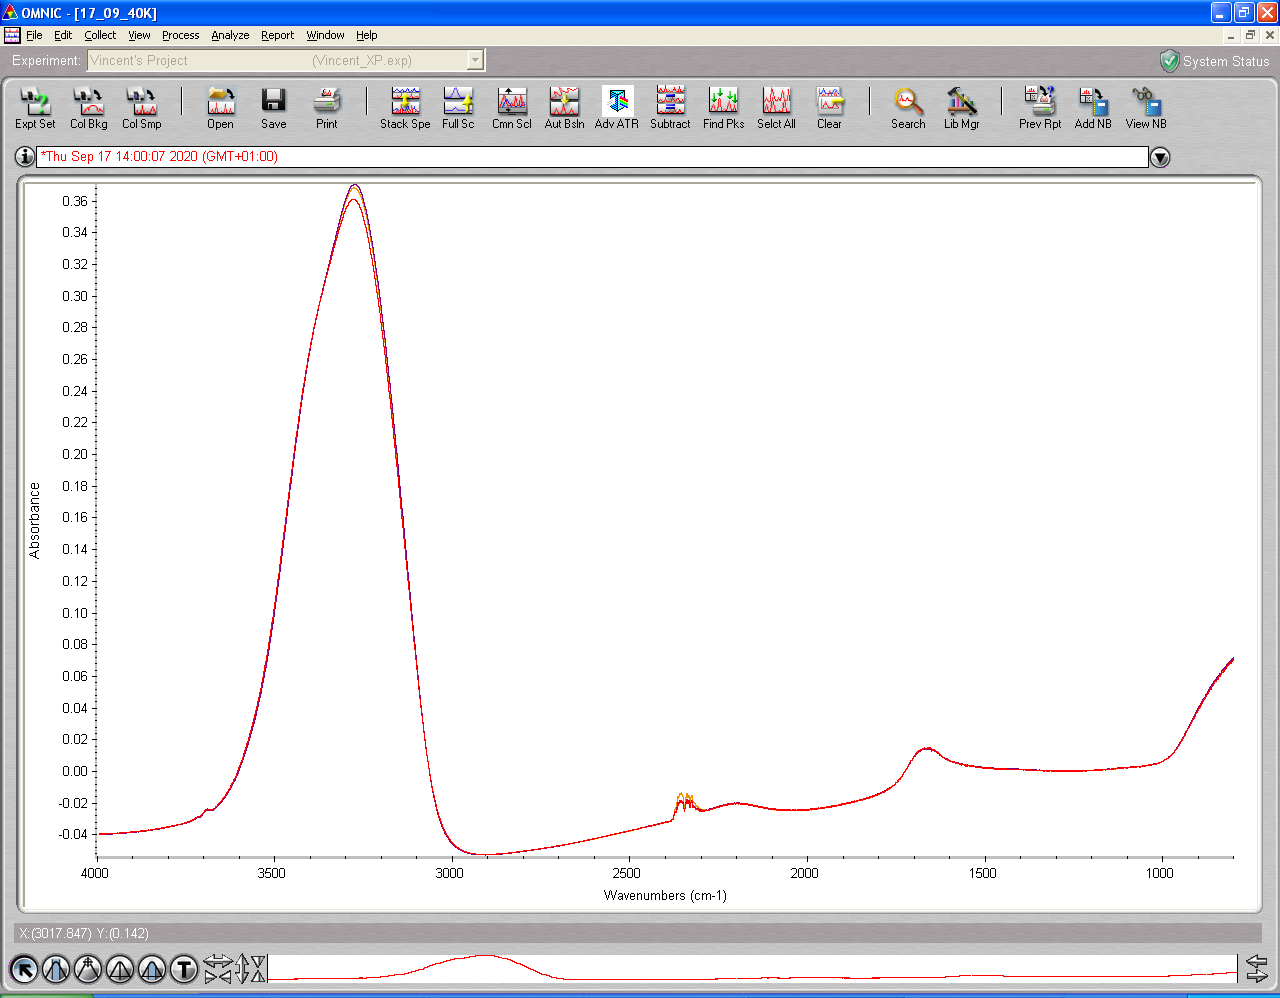 OMNIC - [17_09_40K]
File Edit Collect View Process Analyze Report Window Help
Experiment: Vincent's Project (Vincent_XP.exp) System Status
Expt Set Col Bkg Col Smp Open Save Print Stack Spe Full Sc Cmn Scl Aut Bsln Adv ATR Subtract Find Pks Selct All Clear Search Lib Mgr Prev Rpt Add NB View NB
*Thu Sep 17 14:00:07 2020 (GMT+01:00)
0.36
0.34
0.32
0.30
0.28
0.26
0.24
0.22
0.20
0.18
0.16
0.14
0.12
0.10
0.08
0.06
0.04
0.02
0.00
-0.02
-0.04
Absorbance
4000 3500 3000 2500 2000 1500 1000
Wavenumbers (cm-1)
X:(3017.847) Y:(0.142)
T